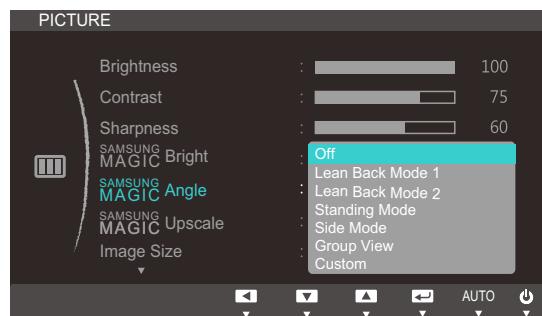 PICTURE
Brightness : 100
Contrast : 75
Sharpness : 60
SAMSUNG MAGIC Bright :
SAMSUNG MAGIC Angle :
SAMSUNG MAGIC Upscale :
Image Size :
Off
Lean Back Mode 1
Lean Back Mode 2
Standing Mode
Side Mode
Group View
Custom
AUTO